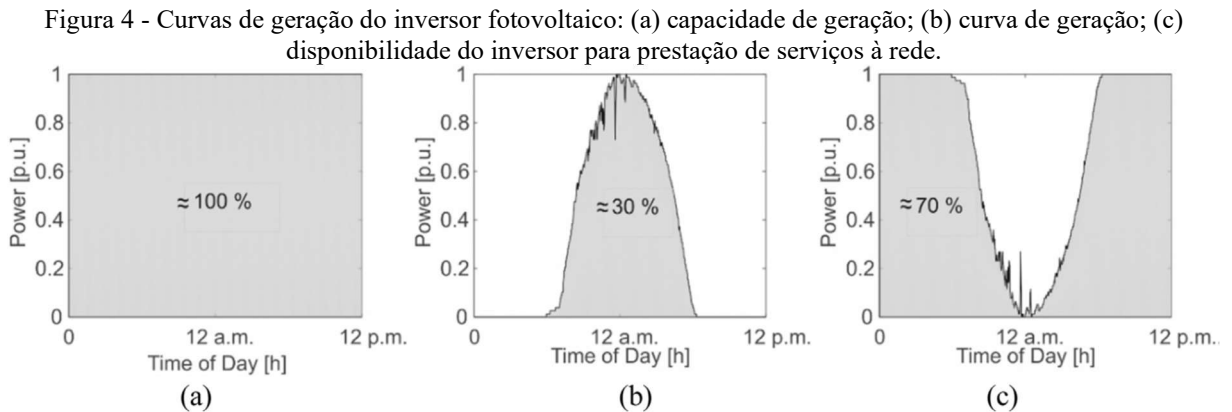 Figura 4 - Curvas de geração do inversor fotovoltaico: (a) capacidade de geração; (b) curva de geração; (c)
disponibilidade do inversor para prestação de serviços à rede.
Power [p.u.]
1
0.8
0.6
0.4
0.2
0
≈ 100 %
0 12 a.m. 12 p.m.
Time of Day [h]
(a)
Power [p.u.]
1
0.8
0.6
0.4
0.2
0
≈ 30 %
0 12 a.m. 12 p.m.
Time of Day [h]
(b)
Power [p.u.]
1
0.8
0.6
0.4
0.2
0
≈ 70 %
0 12 a.m. 12 p.m.
Time of Day [h]
(c)